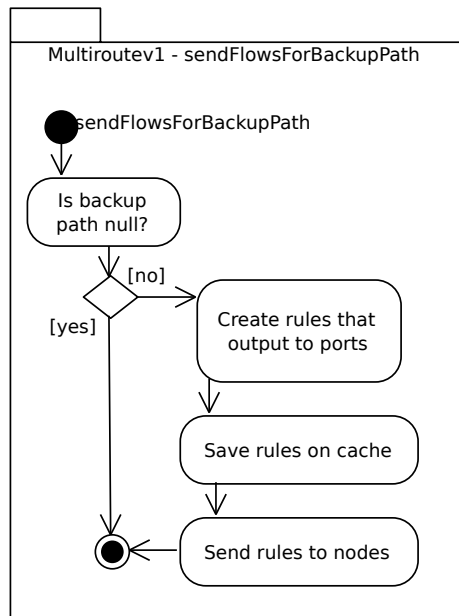 Multiroutev1 - sendFlowsForBackupPath
sendFlowsForBackupPath
Is backup
path null?
[no]
[yes]
Create rules that
output to ports
Save rules on cache
Send rules to nodes